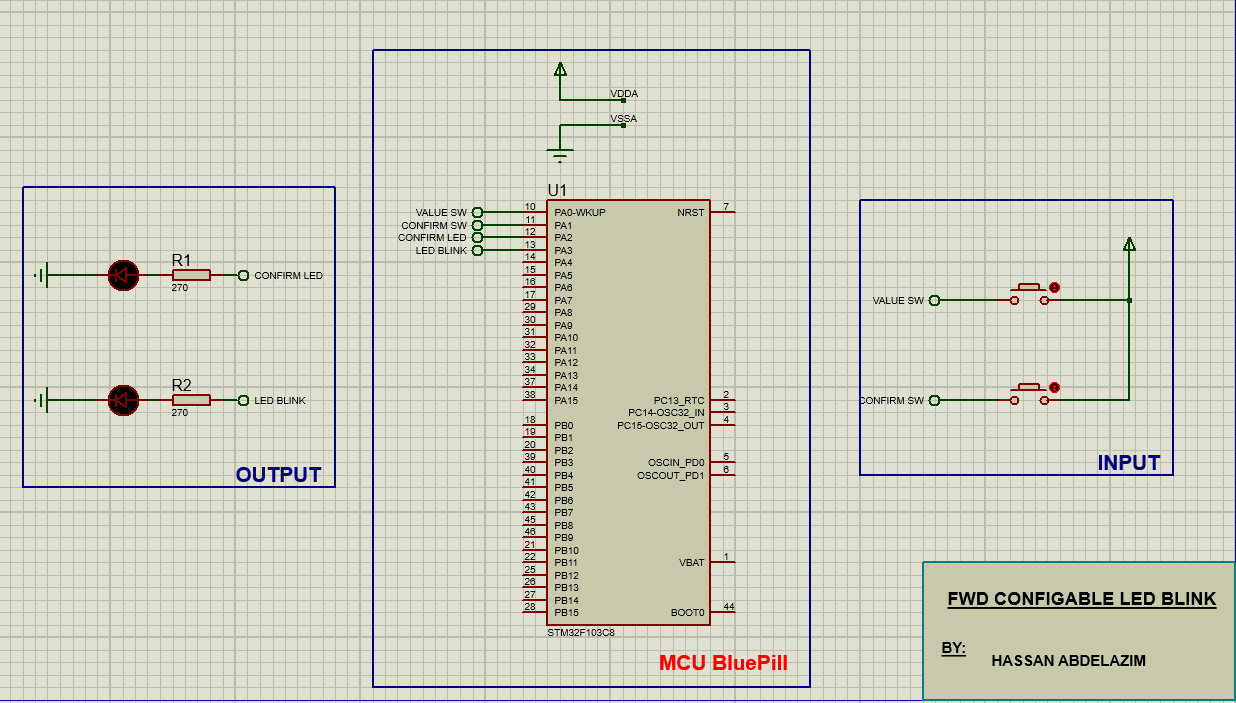 VDDA
VSSA
R1
270
CONFIRM LED
R2
270
LED BLINK
OUTPUT
U1
VALUE SW
CONFIRM SW
CONFIRM LED
LED BLINK
10 PA0-WKUP
11 PA1
12 PA2
13 PA3
14 PA4
15 PA5
16 PA6
17 PA7
29 PA8
30 PA9
31 PA10
32 PA11
33 PA12
34 PA13
37 PA14
38 PA15
18 PB0
19 PB1
20 PB2
39 PB3
40 PB4
41 PB5
42 PB6
43 PB7
45 PB8
46 PB9
21 PB10
22 PB11
25 PB12
26 PB13
27 PB14
28 PB15
NRST 7
PC13_RTC 2
PC14-OSC32_IN 3
PC15-OSC32_OUT 4
OSCIN_PD0 5
OSCOUT_PD1 6
VBAT 1
BOOT0 44
STM32F103C8
MCU BluePill
VALUE SW
CONFIRM SW
INPUT
FWD CONFIGABLE LED BLINK
BY:
HASSAN ABDELAZIM